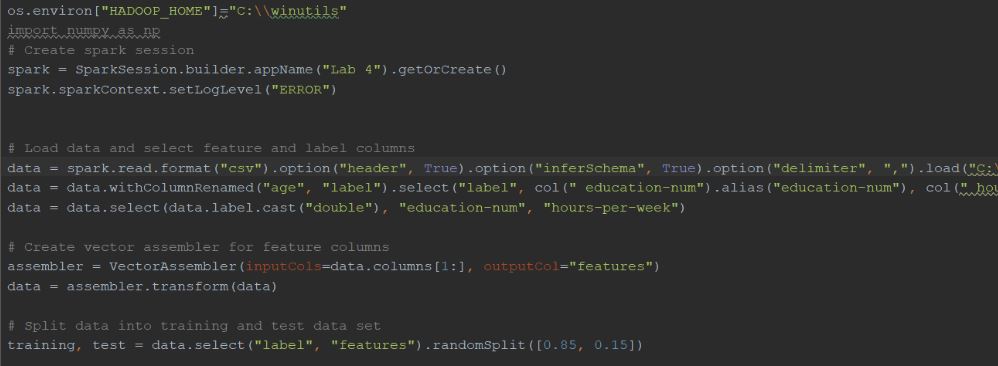 os.environ["HADOOP_HOME"]="C:\\winutils"
import numpy as np
# Create spark session
spark = SparkSession.builder.appName("Lab 4").getOrCreate()
spark.sparkContext.setLogLevel("ERROR")
# Load data and select feature and label columns
data = spark.read.format("csv").option("header", True).option("inferSchema", True).option("delimiter", ",").load("C:\
data = data.withColumnRenamed("age", "label").select("label", col(" education-num").alias("education-num"), col(" hou
data = data.select(data.label.cast("double"), "education-num", "hours-per-week")
# Create vector assembler for feature columns
assembler = VectorAssembler(inputCols=data.columns[1:], outputCol="features")
data = assembler.transform(data)
# Split data into training and test data set
training, test = data.select("label", "features").randomSplit([0.85, 0.15])